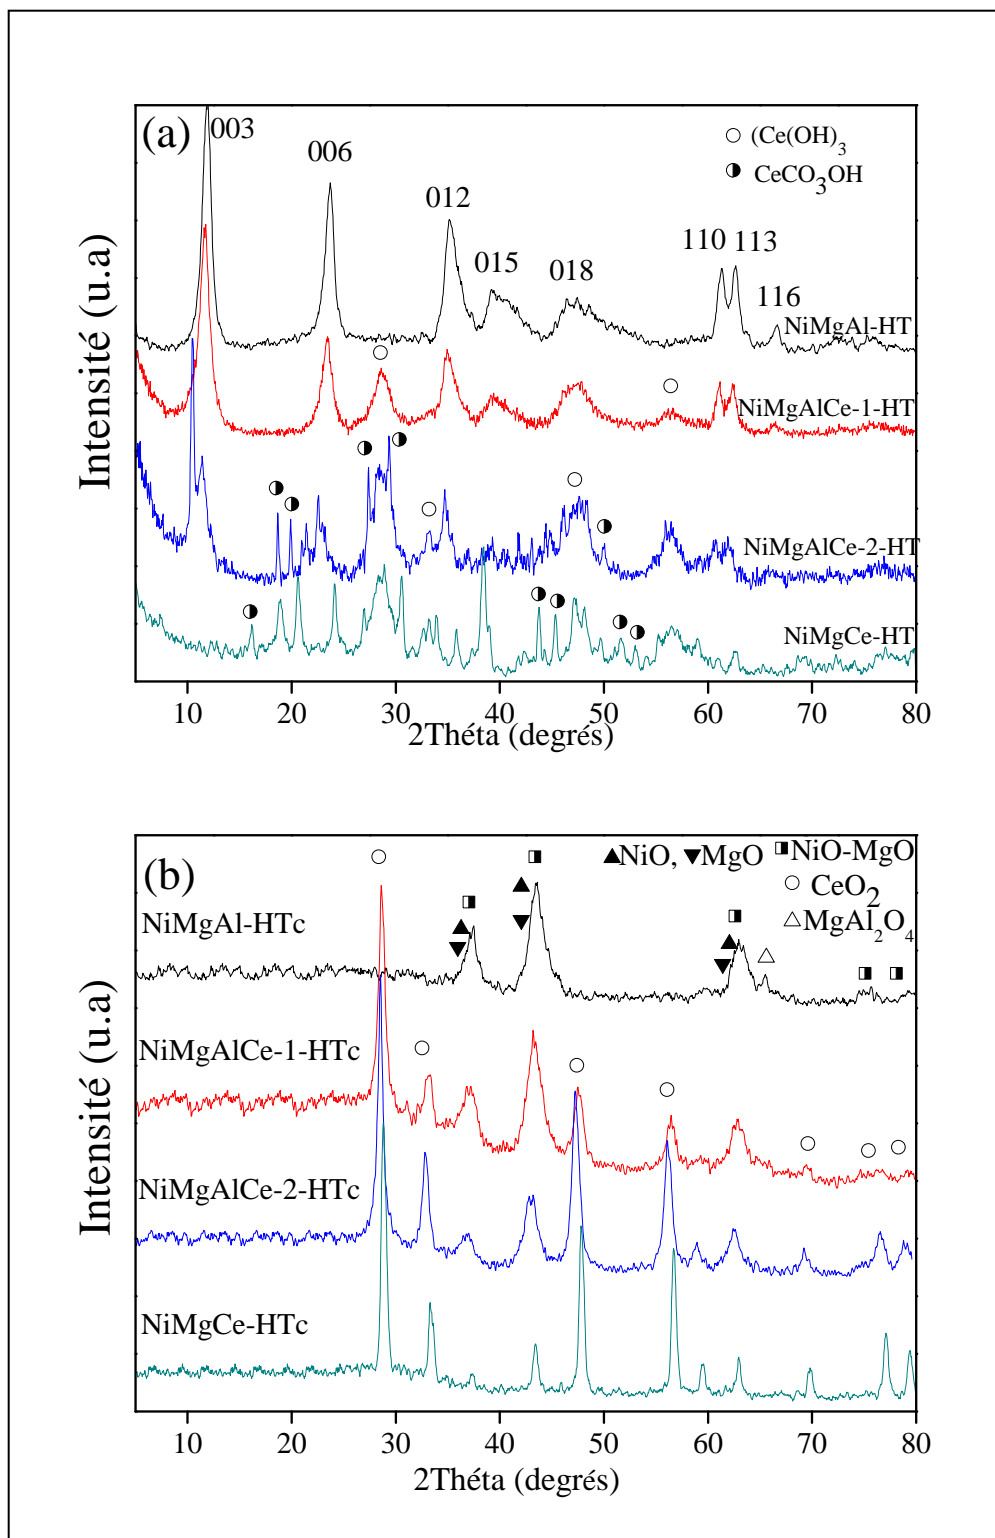 (a)
003
006
012
015
018
110
113
116
(Ce(OH)3
CeCO3OH
NiMgAl-HT
NiMgAlCe-1-HT
NiMgAlCe-2-HT
NiMgCe-HT
Intensité (u.a)
10 20 30 40 50 60 70 80
2Théta (degrés)
(b)
NiO, MgO NiO-MgO
CeO2
MgAl2O4
NiMgAl-HTc
NiMgAlCe-1-HTc
NiMgAlCe-2-HTc
NiMgCe-HTc
Intensité (u.a)
10 20 30 40 50 60 70 80
2Théta (degrés)